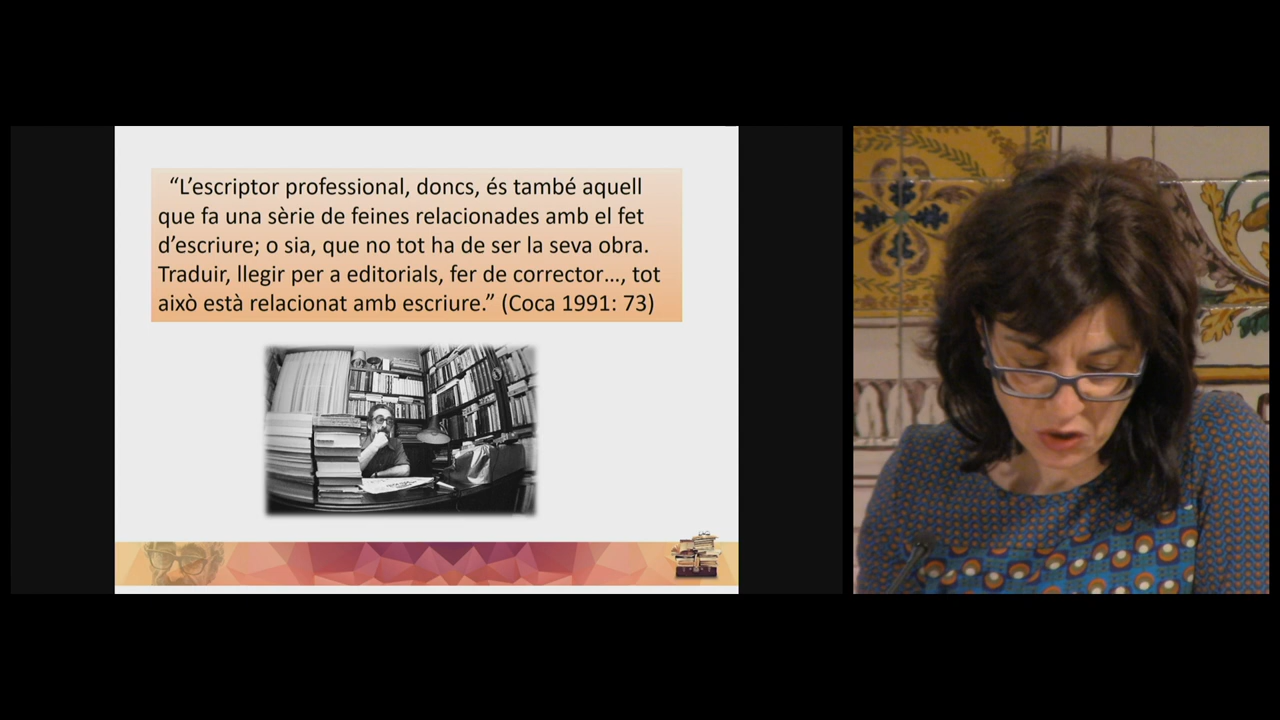 “L’escriptor professional, doncs, és també aquell
que fa una sèrie de feines relacionades amb el fet
d’escriure; o sia, que no tot ha de ser la seva obra.
Traduir, llegir per a editorials, fer de corrector…, tot
això està relacionat amb escriure.” (Coca 1991: 73)